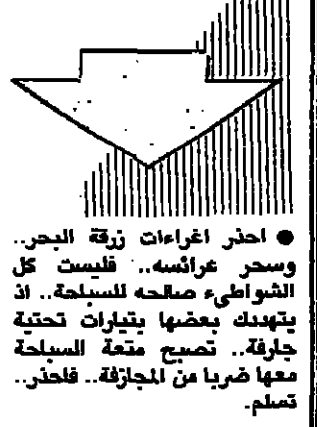 ● احذر اغراءات زرقة البحر..
وسحر عرائسه.. فليست كل
الشواطيء صالحه للسباحة.. اذ
يتهددك بعضها بتيارات تحتية
جارفة.. تصبح متعة السباحة
معها ضربا من المجازفة.. فاحذر..
تسلم.